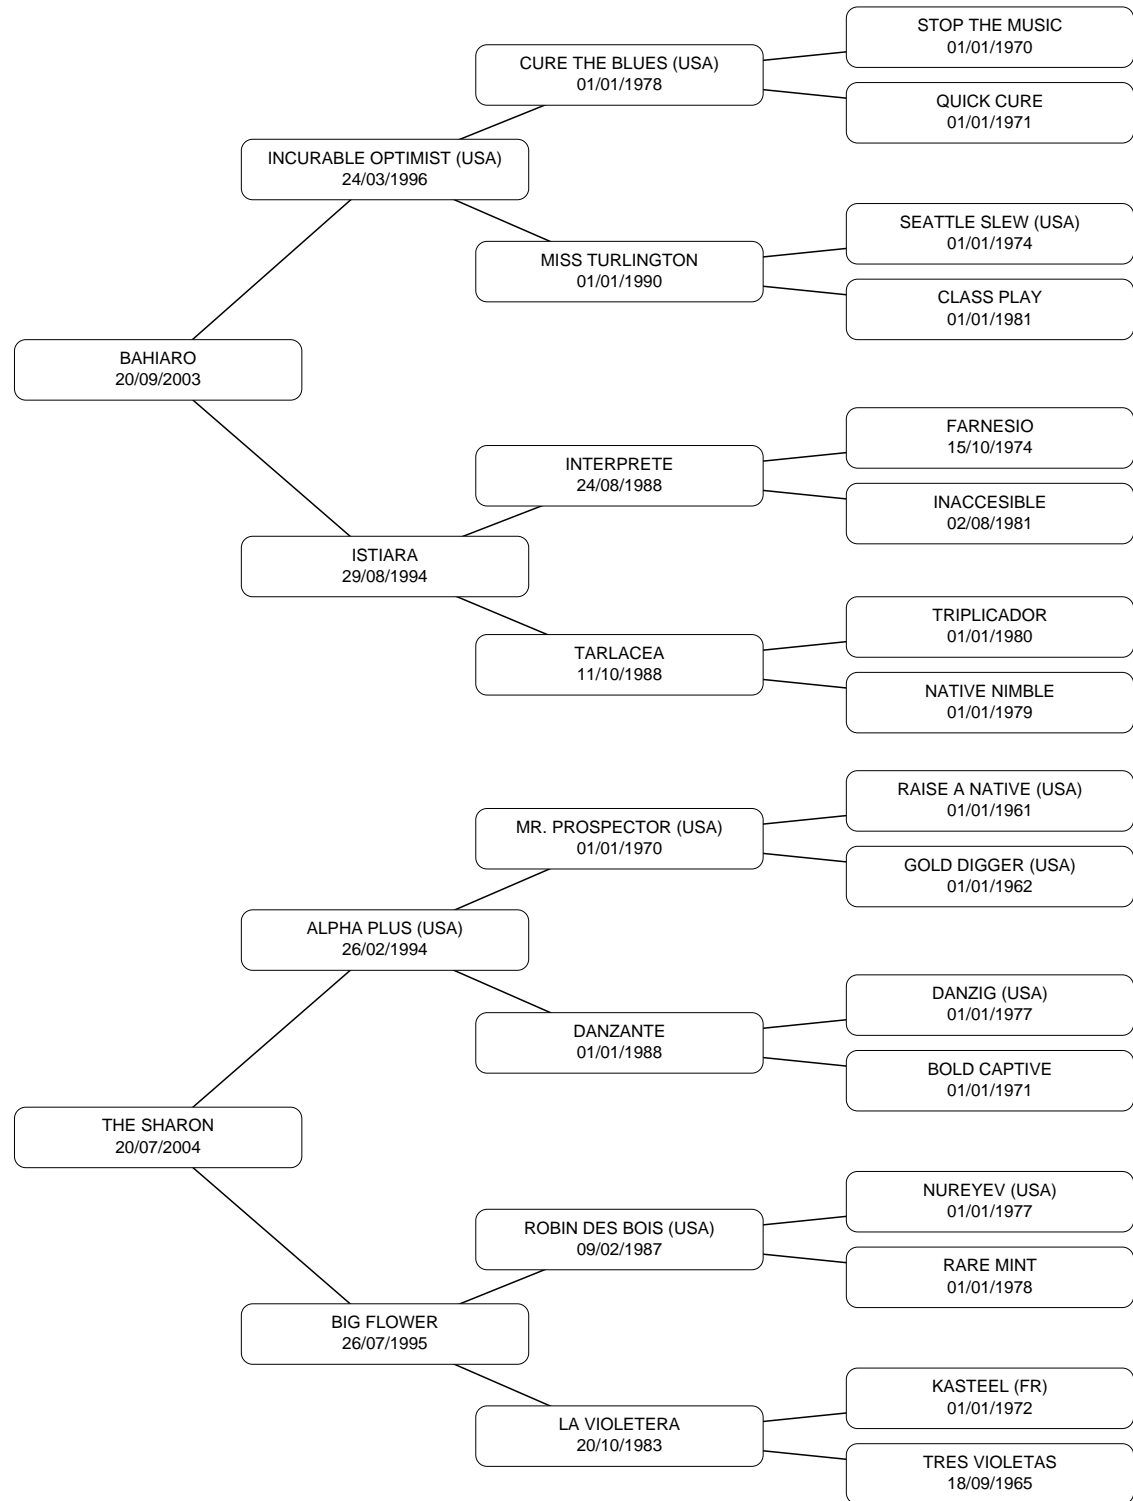 STOP THE MUSIC
01/01/1970
CURE THE BLUES (USA)
01/01/1978
QUICK CURE
01/01/1971
INCURABLE OPTIMIST (USA)
24/03/1996
SEATTLE SLEW (USA)
01/01/1974
MISS TURLINGTON
01/01/1990
CLASS PLAY
01/01/1981
BAHIARO
20/09/2003
FARNESIO
15/10/1974
INTERPRETE
24/08/1988
INACCESIBLE
02/08/1981
ISTIARA
29/08/1994
TRIPLICADOR
01/01/1980
TARLACEA
11/10/1988
NATIVE NIMBLE
01/01/1979
RAISE A NATIVE (USA)
01/01/1961
MR. PROSPECTOR (USA)
01/01/1970
GOLD DIGGER (USA)
01/01/1962
ALPHA PLUS (USA)
26/02/1994
DANZIG (USA)
01/01/1977
DANZANTE
01/01/1988
BOLD CAPTIVE
01/01/1971
THE SHARON
20/07/2004
NUREYEV (USA)
01/01/1977
ROBIN DES BOIS (USA)
09/02/1987
RARE MINT
01/01/1978
BIG FLOWER
26/07/1995
KASTEEL (FR)
01/01/1972
LA VIOLETERA
20/10/1983
TRES VIOLETAS
18/09/1965